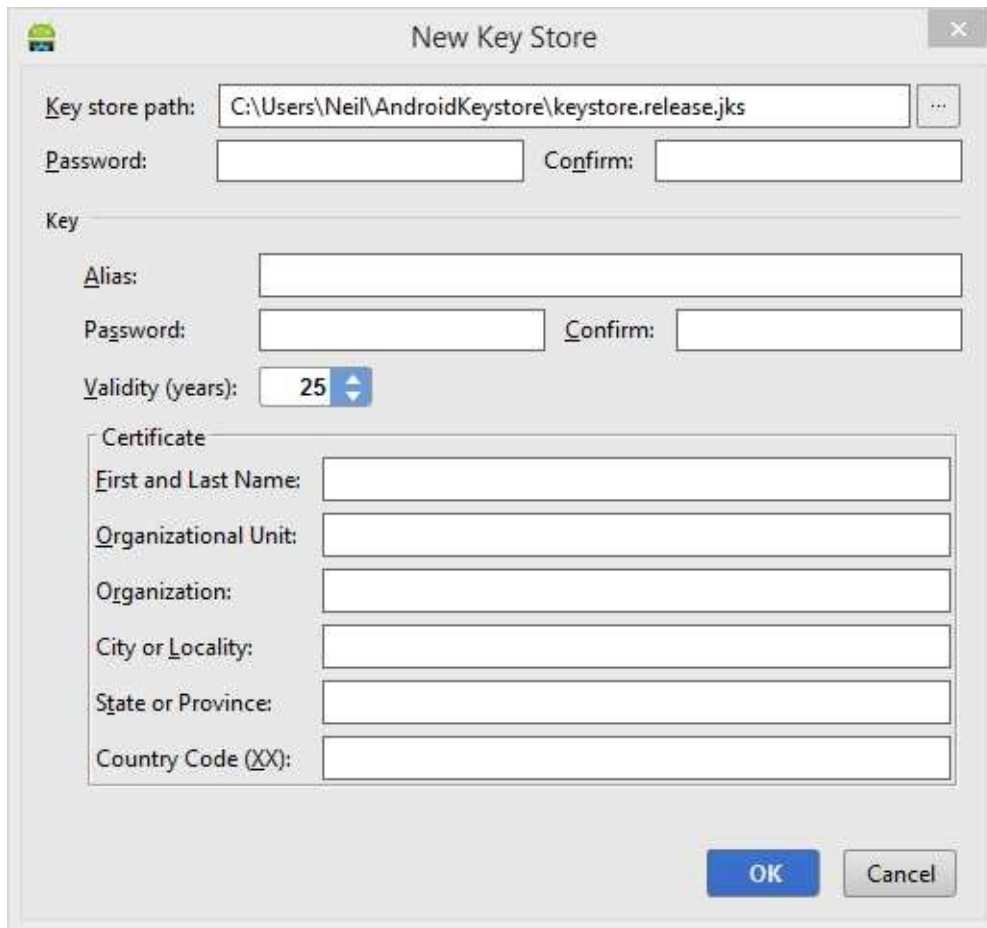 New Key Store
Key store path: C:\Users\Neil\AndroidKeystore\keystore.release.jks ...
Password: Confirm:
Key
Alias:
Password: Confirm:
Validity (years): 25
Certificate
First and Last Name:
Organizational Unit:
Organization:
City or Locality:
State or Province:
Country Code (XX):
OK Cancel